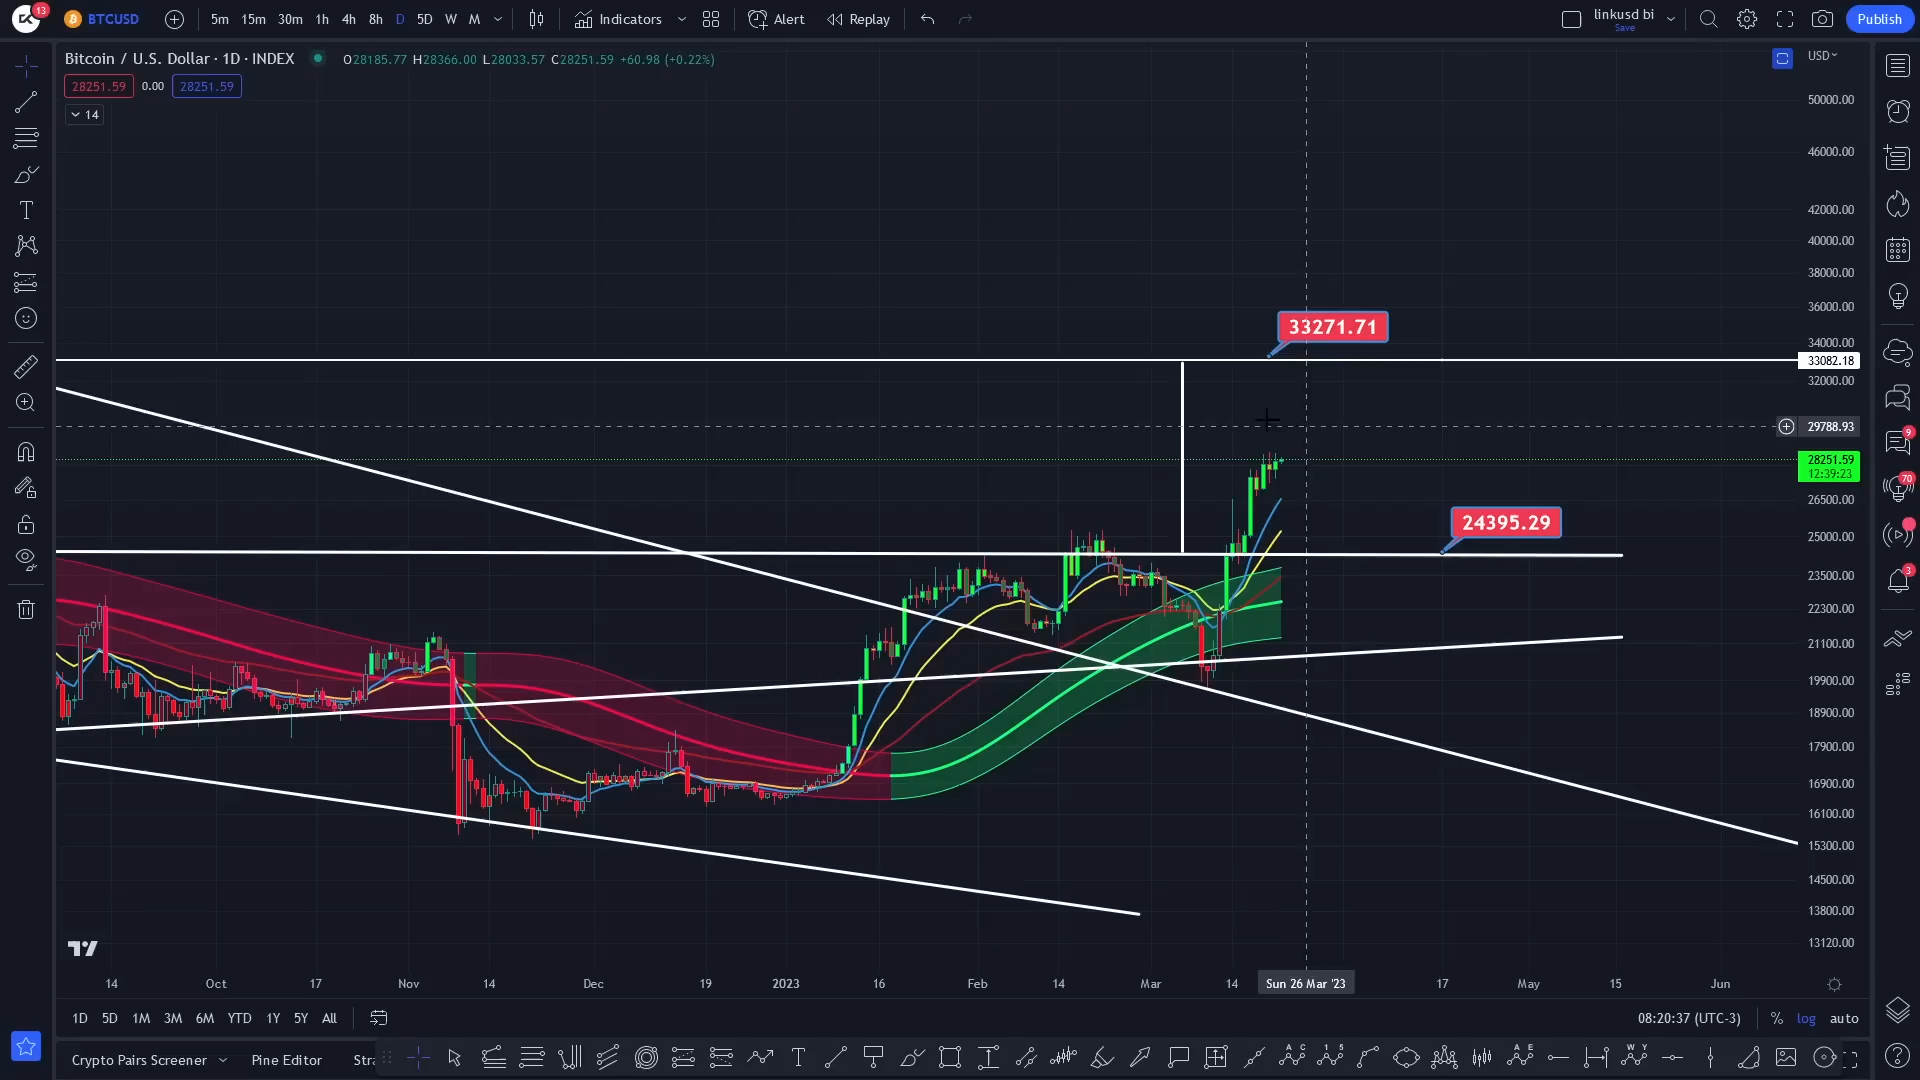 13
BTCUSD
5m 15m 30m 1h 4h 8h D 5D W M
Indicators
Alert
Replay
linkusd bi
Save
Publish
Bitcoin / U.S. Dollar · 1D · INDEX
O28185.77 H28366.00 L28033.57 C28251.59 +60.98 (+0.22%)
28251.59 0.00 28251.59
14
USD
50000.00
46000.00
42000.00
40000.00
38000.00
36000.00
34000.00
33082.18
32000.00
29788.93
28251.59
12:39:23
26500.00
25000.00
23500.00
22300.00
21100.00
19900.00
18900.00
17900.00
16900.00
16100.00
15300.00
14500.00
13800.00
13120.00
33271.71
24395.29
9
70
3
14 Oct 17 Nov 14 Dec 19 2023 16 Feb 14 Mar 14 Sun 26 Mar '23 17 May 15 Jun
1D 5D 1M 3M 6M YTD 1Y 5Y All
08:20:37 (UTC-3) % log auto
Crypto Pairs Screener Pine Editor Stra